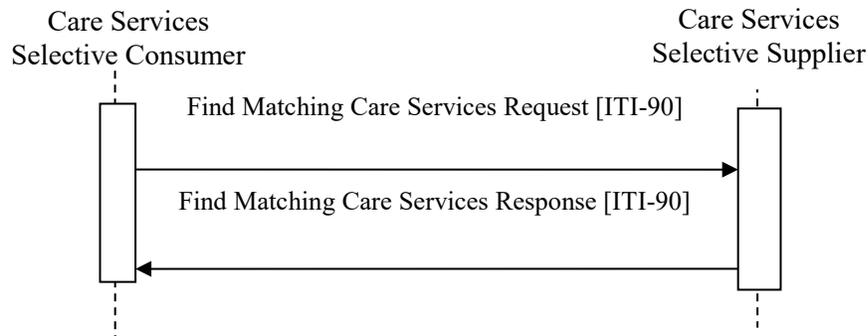 Care Services
Selective Consumer
Care Services
Selective Supplier
Find Matching Care Services Request [ITI-90]
Find Matching Care Services Response [ITI-90]